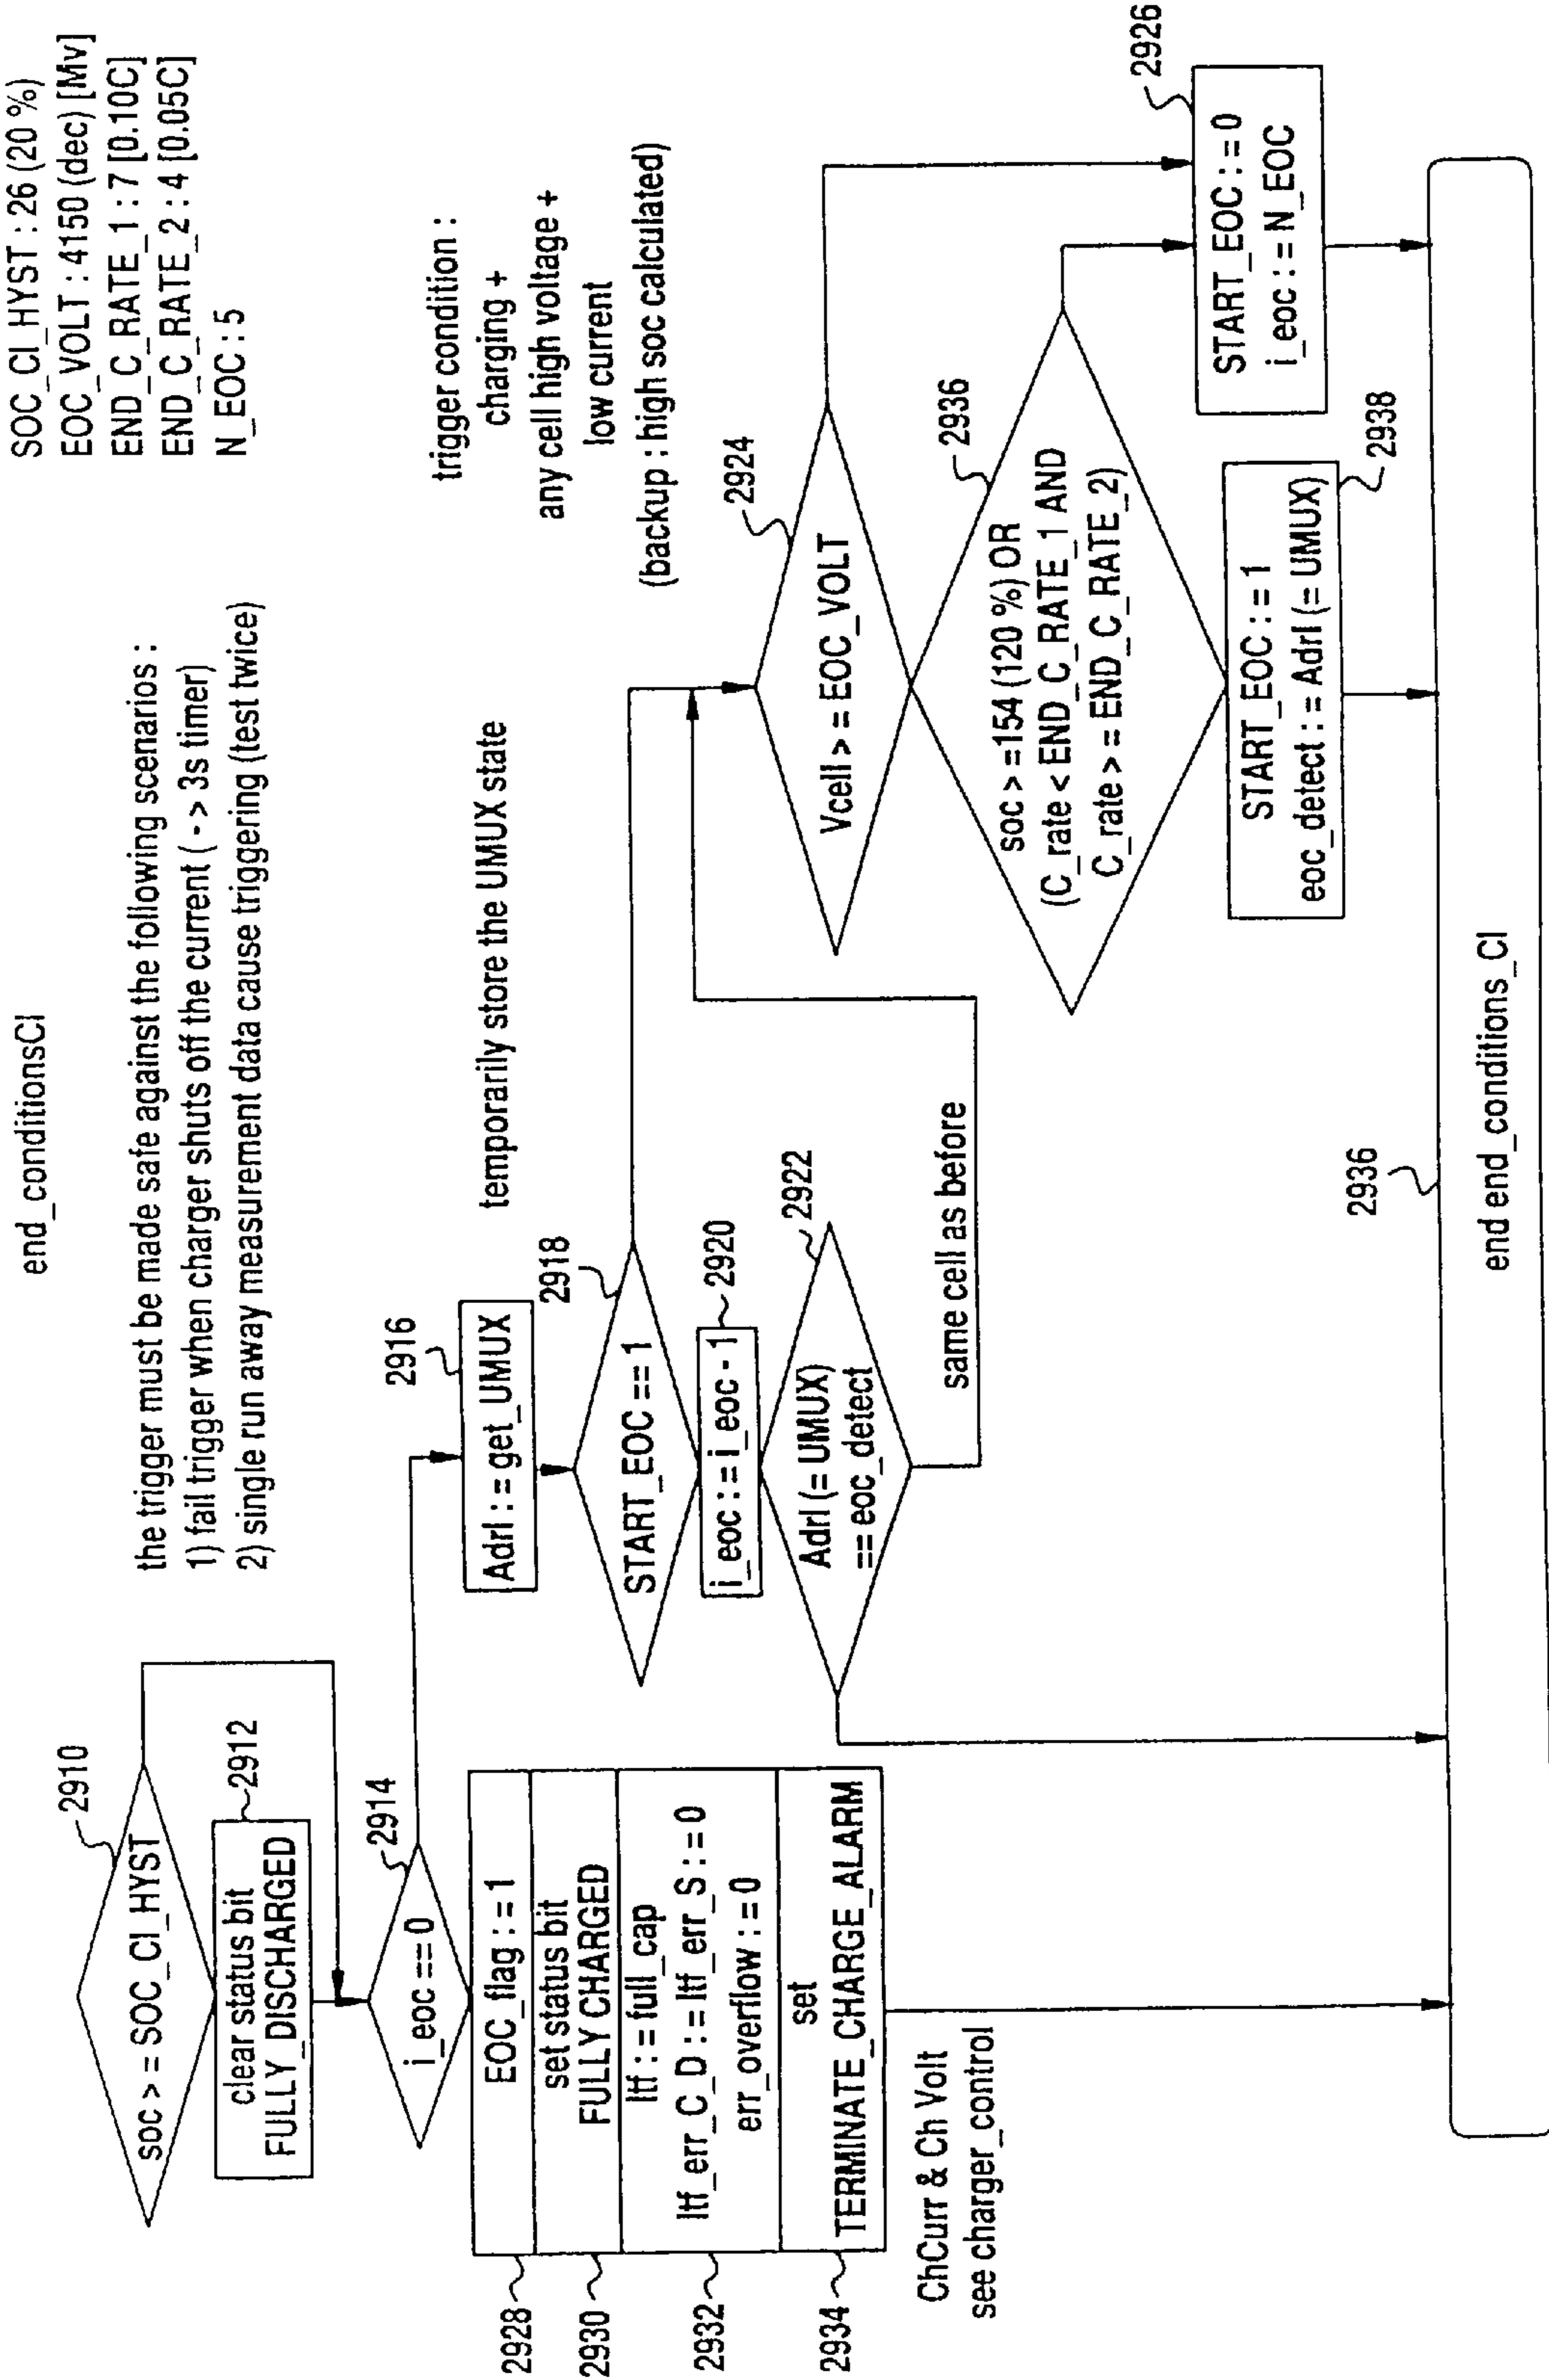 end_conditionsCI
SOC_CI_HYST : 26 (20 %)
EOC_VOLT : 4150 (dec) [Mv]
END_C_RATE_1 : 7 [0.10C]
END_C_RATE_2 : 4 [0.05C]
N_EOC : 5
the trigger must be made safe against the following scenarios :
1) fail trigger when charger shuts off the current ( - > 3s timer)
2) single run away measurement data cause triggering (test twice)
2910
soc > = SOC_CI_HYST
2912
clear status bit
FULLY_DISCHARGED
2914
i_eoc == 0
2928
EOC_flag : = 1
2930
set status bit
FULLY CHARGED
2932
Itf : = full_cap
Itf_err_C_D : = Itf_err_S : = 0
err_overflow : = 0
2934
set
TERMINATE_CHARGE_ALARM
ChCurr & Ch Volt
see charger_control
2916
Adrl : = get_UMUX
temporarily store the UMUX state
2918
START_EOC == 1
2920
i_eoc : = i_eoc - 1
2922
Adrl (= UMUX)
== eoc_detect
same cell as before
trigger condition :
charging +
any cell high voltage +
low current
(backup : high soc calculated)
2924
Vcell > = EOC_VOLT
2936
soc > =154 (120 %) OR
(C_rate < END_C_RATE_1 AND
C_rate > = END_C_RATE_2)
2926
START_EOC : = 0
i_eoc : = N_EOC
2938
START_EOC : = 1
eoc_detect : = Adrl (= UMUX)
2936
end end_conditions_CI